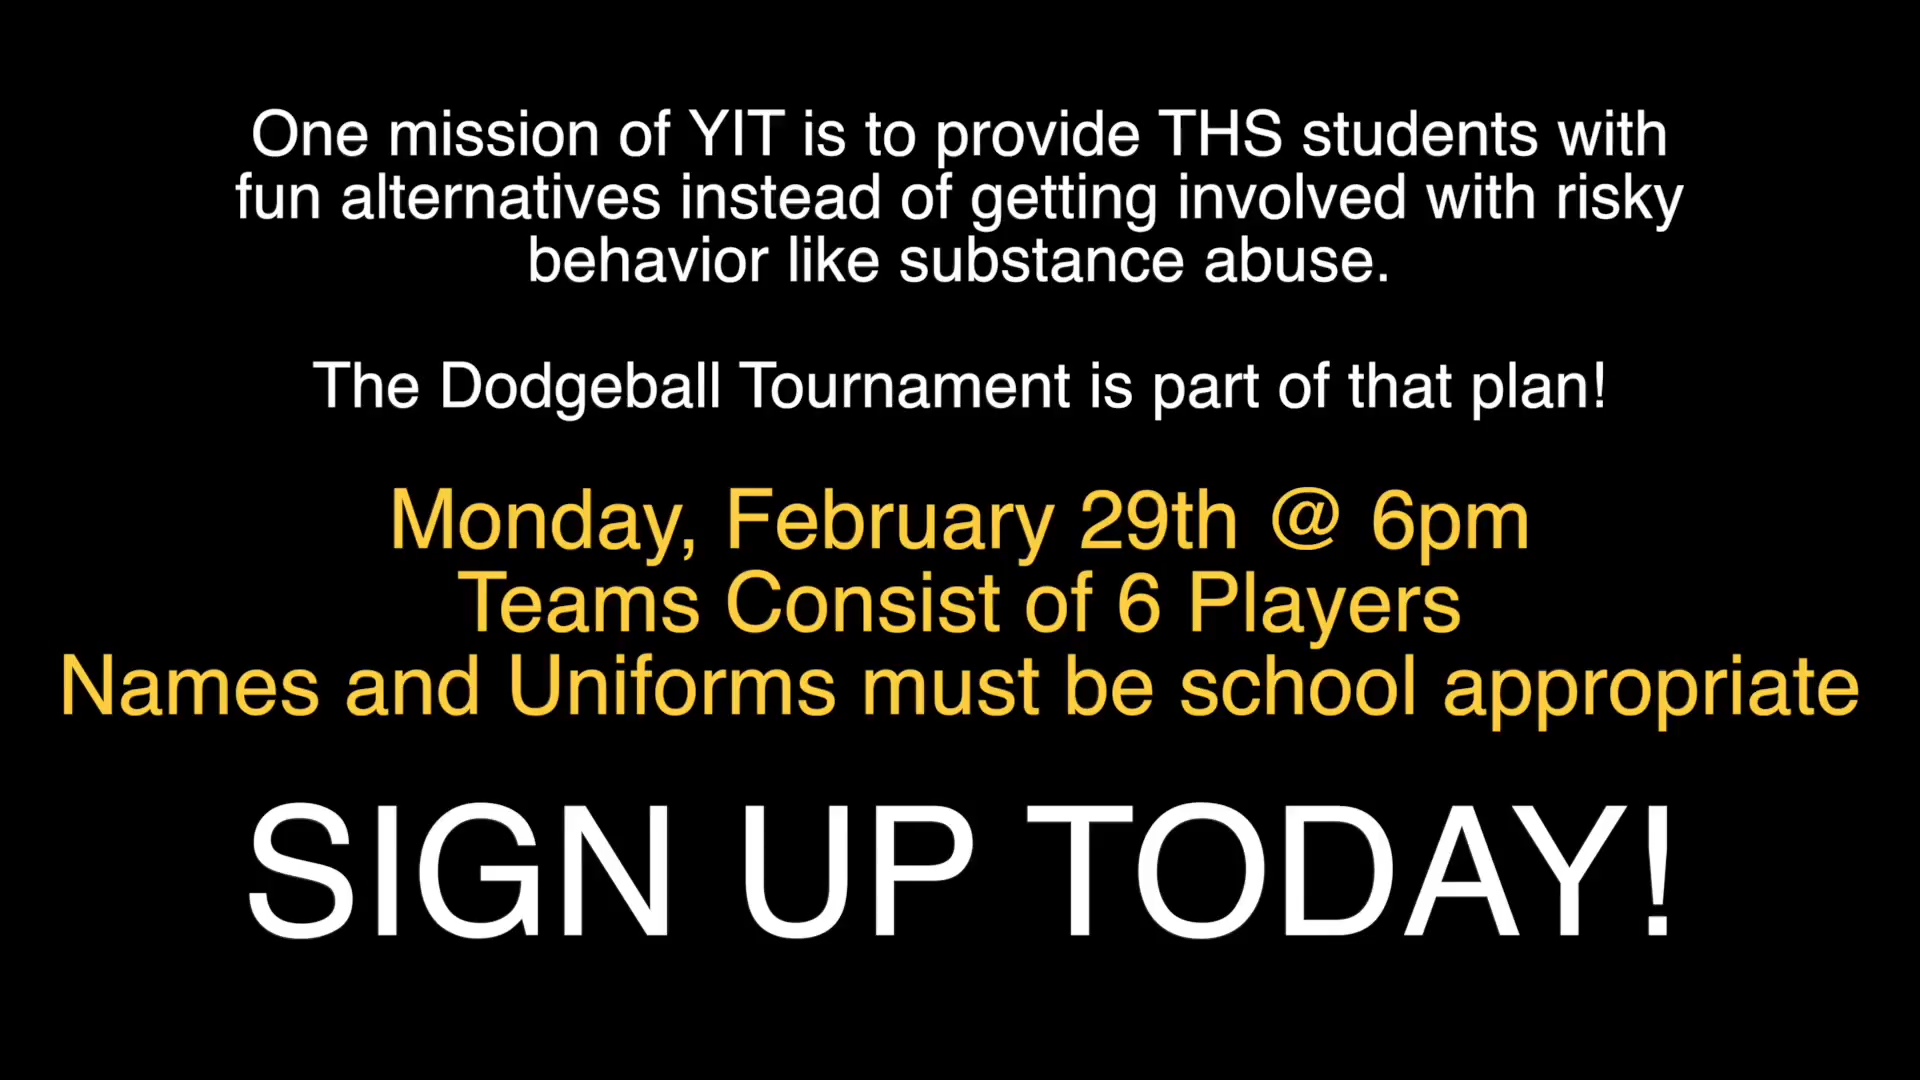 One mission of YIT is to provide THS students with
fun alternatives instead of getting involved with risky
behavior like substance abuse.
The Dodgeball Tournament is part of that plan!
Monday, February 29th @ 6pm
Teams Consist of 6 Players
Names and Uniforms must be school appropriate
SIGN UP TODAY!